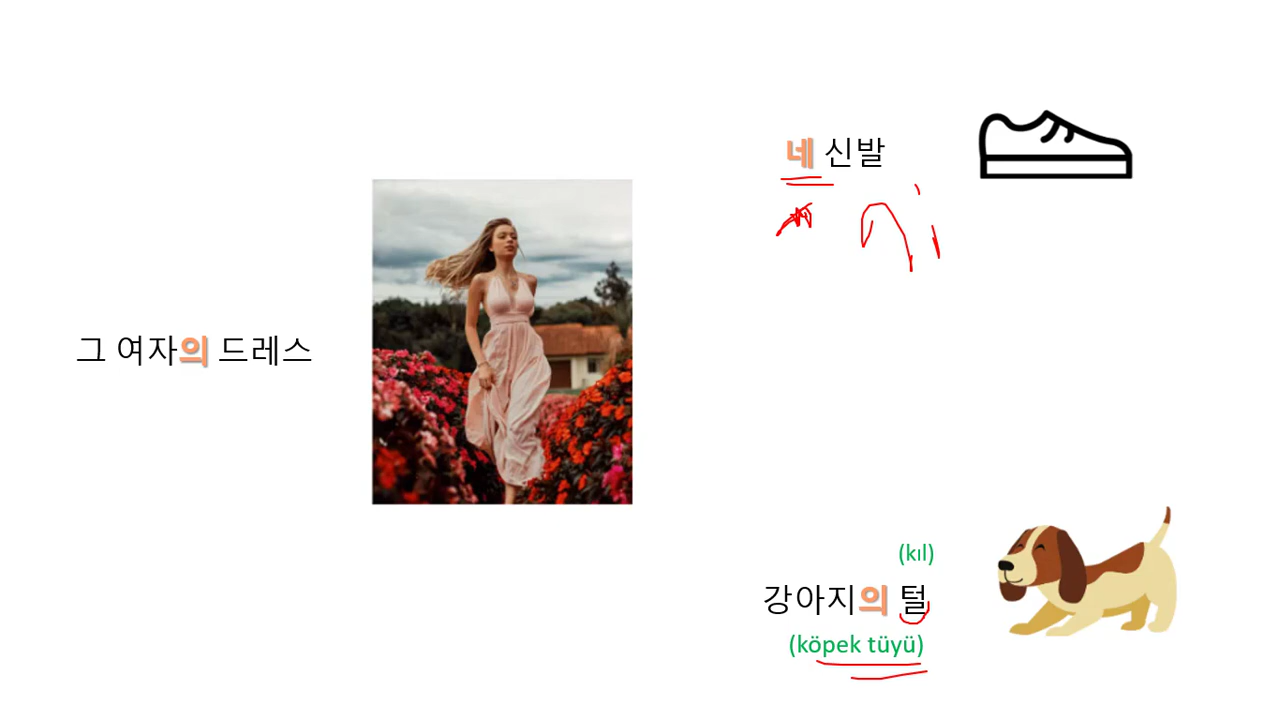 그 여자의 드레스
네 신발
(kıl)
강아지의 털
(köpek tüyü)